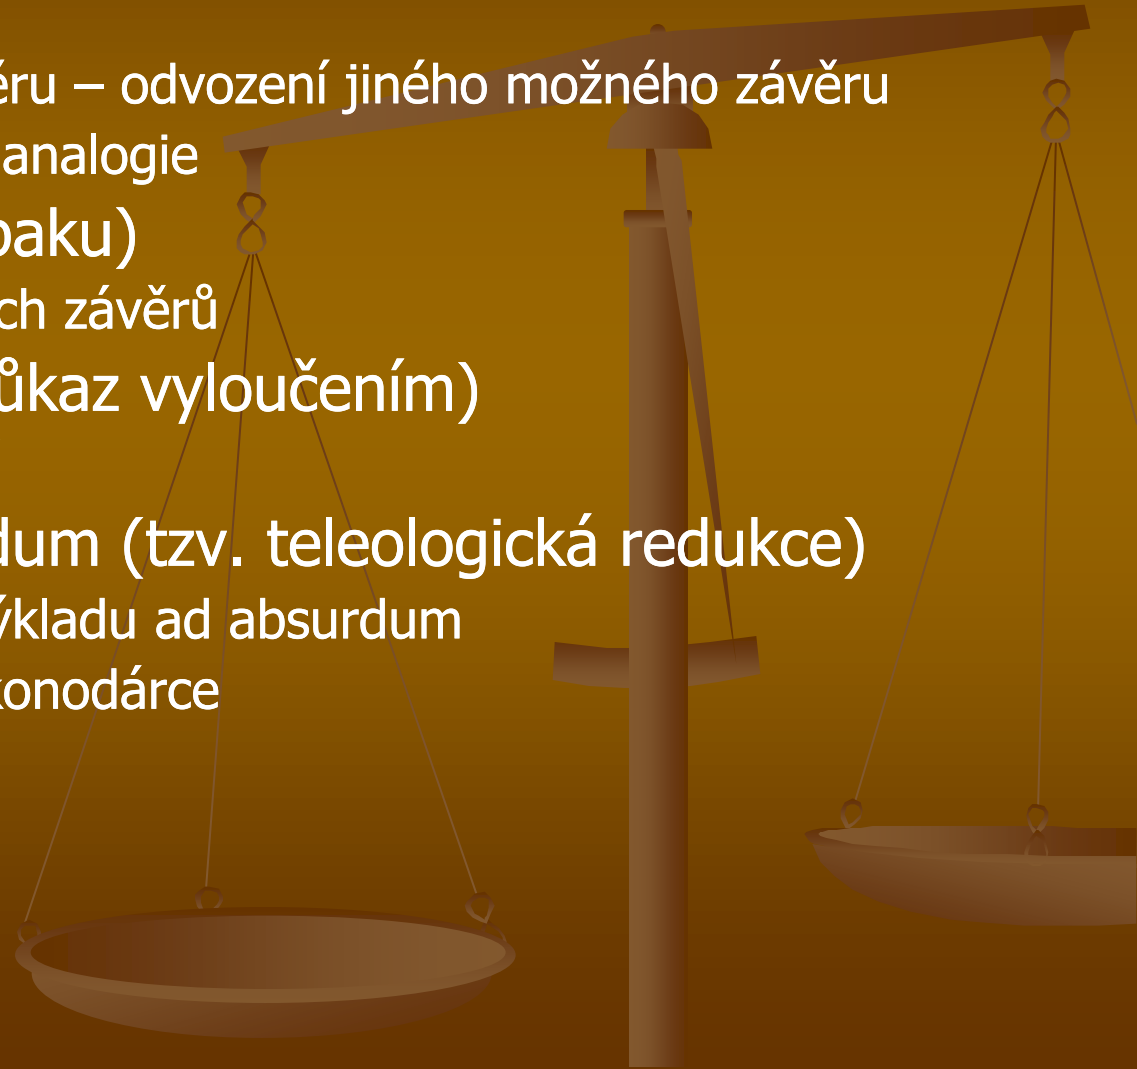 ěru – odvození jiného možného závěru
analogie
paku)
ch závěrů
ůkaz vyloučením)
dum (tzv. teleologická redukce)
ýkladu ad absurdum
konodárce